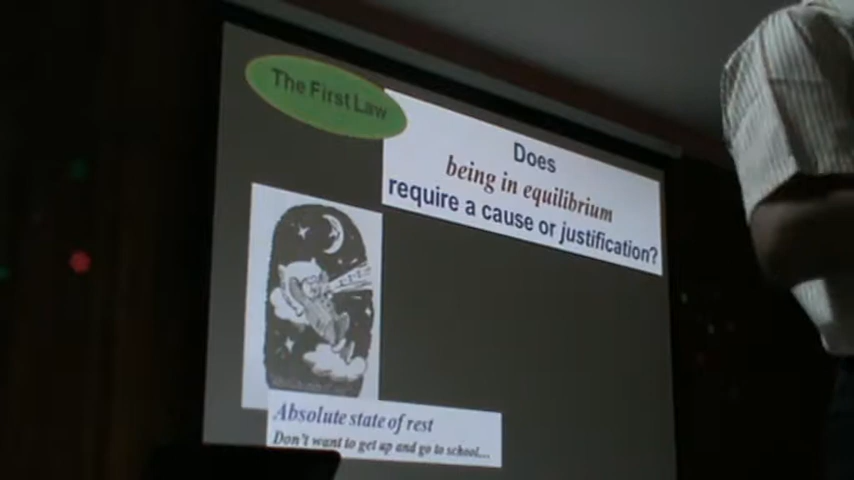 The First Law
Does
being in equilibrium
require a cause or justification?
Absolute state of rest
Don't want to get up and go to school...